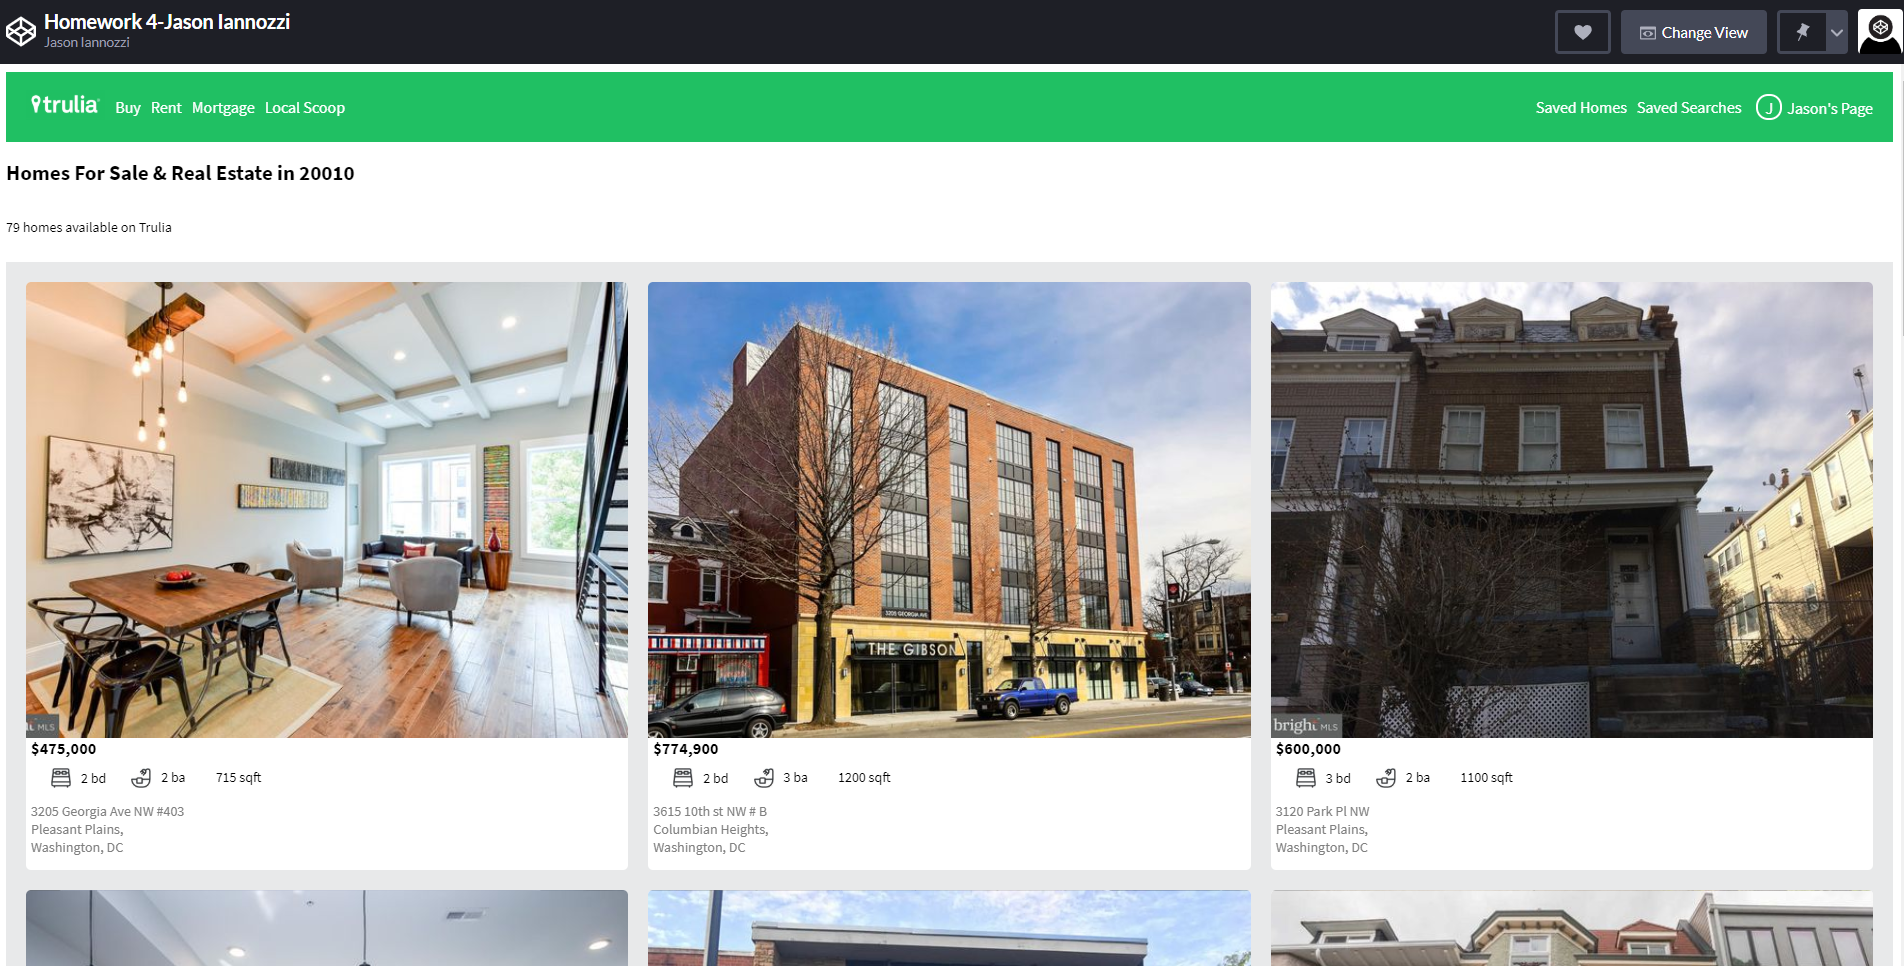 Homework 4-Jason Iannozzi
Jason Iannozzi
Change View
trulia Buy Rent Mortgage Local Scoop
Saved Homes Saved Searches J Jason's Page
Homes For Sale & Real Estate in 20010
79 homes available on Trulia
MLS
$475,000
2 bd 2 ba 715 sqft
3205 Georgia Ave NW #403
Pleasant Plains,
Washington, DC
3205 GEORGIA AVE
THE GIBSON
$774,900
2 bd 3 ba 1200 sqft
3615 10th st NW # B
Columbian Heights,
Washington, DC
bright MLS
$600,000
3 bd 2 ba 1100 sqft
3120 Park Pl NW
Pleasant Plains,
Washington, DC